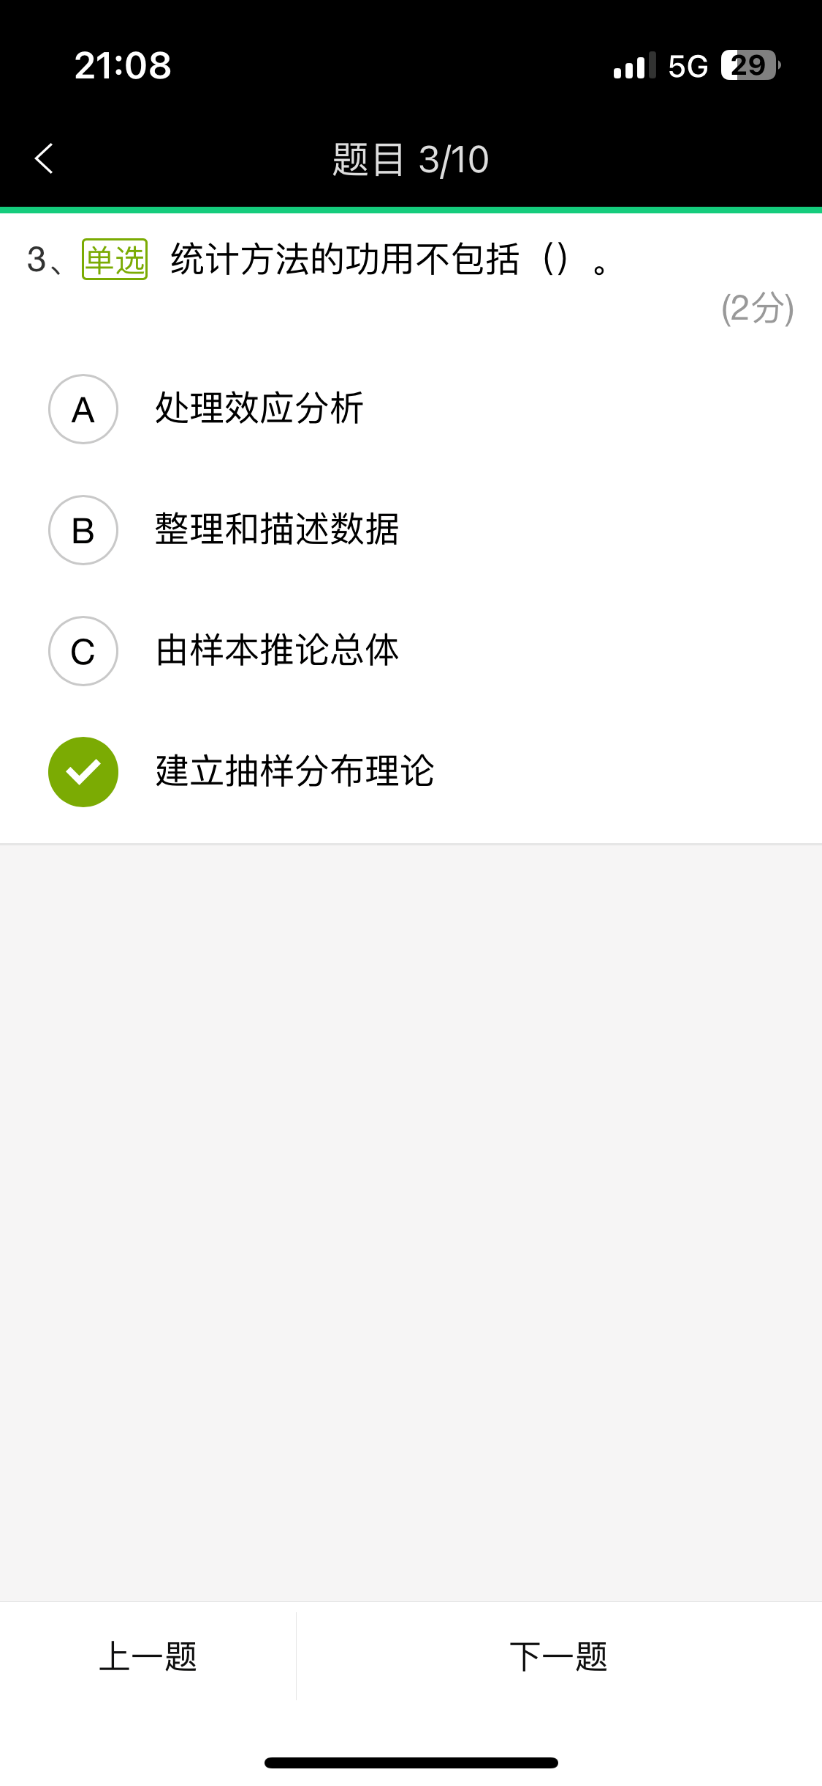 21:08
5G 29
题目 3/10
3、单选 统计方法的功用不包括（）。
(2分)
A 处理效应分析
B 整理和描述数据
C 由样本推论总体
建立抽样分布理论
上一题 下一题